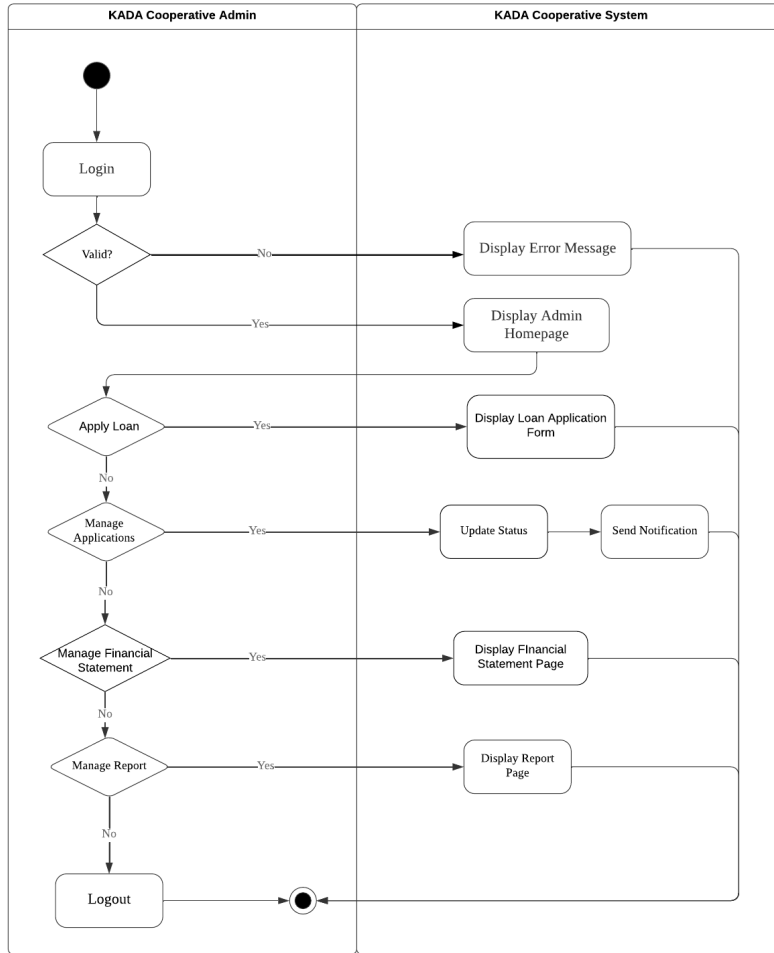 KADA Cooperative Admin
KADA Cooperative System
Login
Valid?
No
Display Error Message
Yes
Display Admin
Homepage
Apply Loan
Yes
Display Loan Application
Form
No
Manage
Applications
Yes
Update Status
Send Notification
No
Manage Financial
Statement
Yes
Display FInancial
Statement Page
No
Manage Report
Yes
Display Report
Page
No
Logout